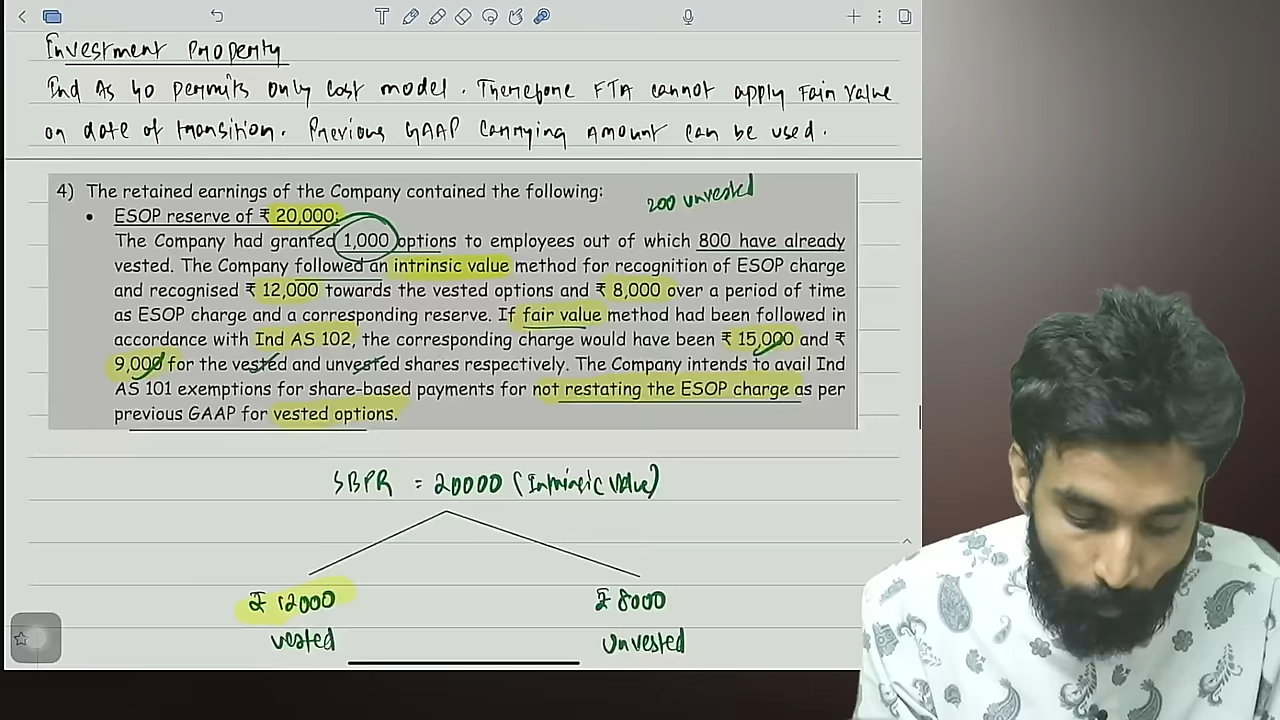 Investment Property
Ind As 40 permits only cost model. Therefore FTA cannot apply Fair value
on date of transition. Previous GAAP Carrying Amount can be used.
4) The retained earnings of the Company contained the following:
200 unvested
• ESOP reserve of ₹ 20,000:
The Company had granted 1,000 options to employees out of which 800 have already
vested. The Company followed an intrinsic value method for recognition of ESOP charge
and recognised ₹ 12,000 towards the vested options and ₹ 8,000 over a period of time
as ESOP charge and a corresponding reserve. If fair value method had been followed in
accordance with Ind AS 102, the corresponding charge would have been ₹ 15,000 and ₹
9,000 for the vested and unvested shares respectively. The Company intends to avail Ind
AS 101 exemptions for share-based payments for not restating the ESOP charge as per
previous GAAP for vested options.
SBPR = 20000 (Intrinsic Value)
₹ 12000 ₹ 8000
vested unvested